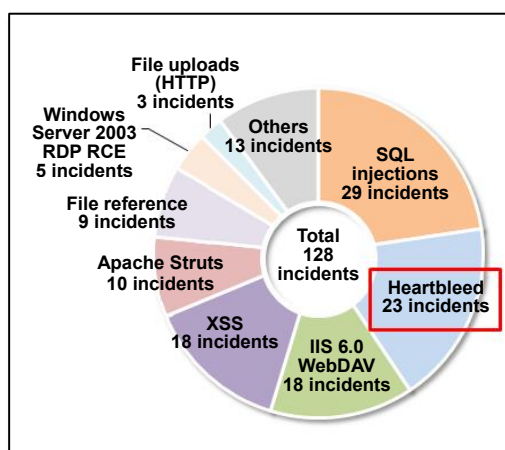 File uploads
(HTTP)
3 incidents
Others
13 incidents
SQL
injections
29 incidents
Windows
Server 2003
RDP RCE
5 incidents
File reference
9 incidents
Total
128
incidents
Apache Struts
10 incidents
Heartbleed
23 incidents
XSS
18 incidents
IIS 6.0
WebDAV
18 incidents